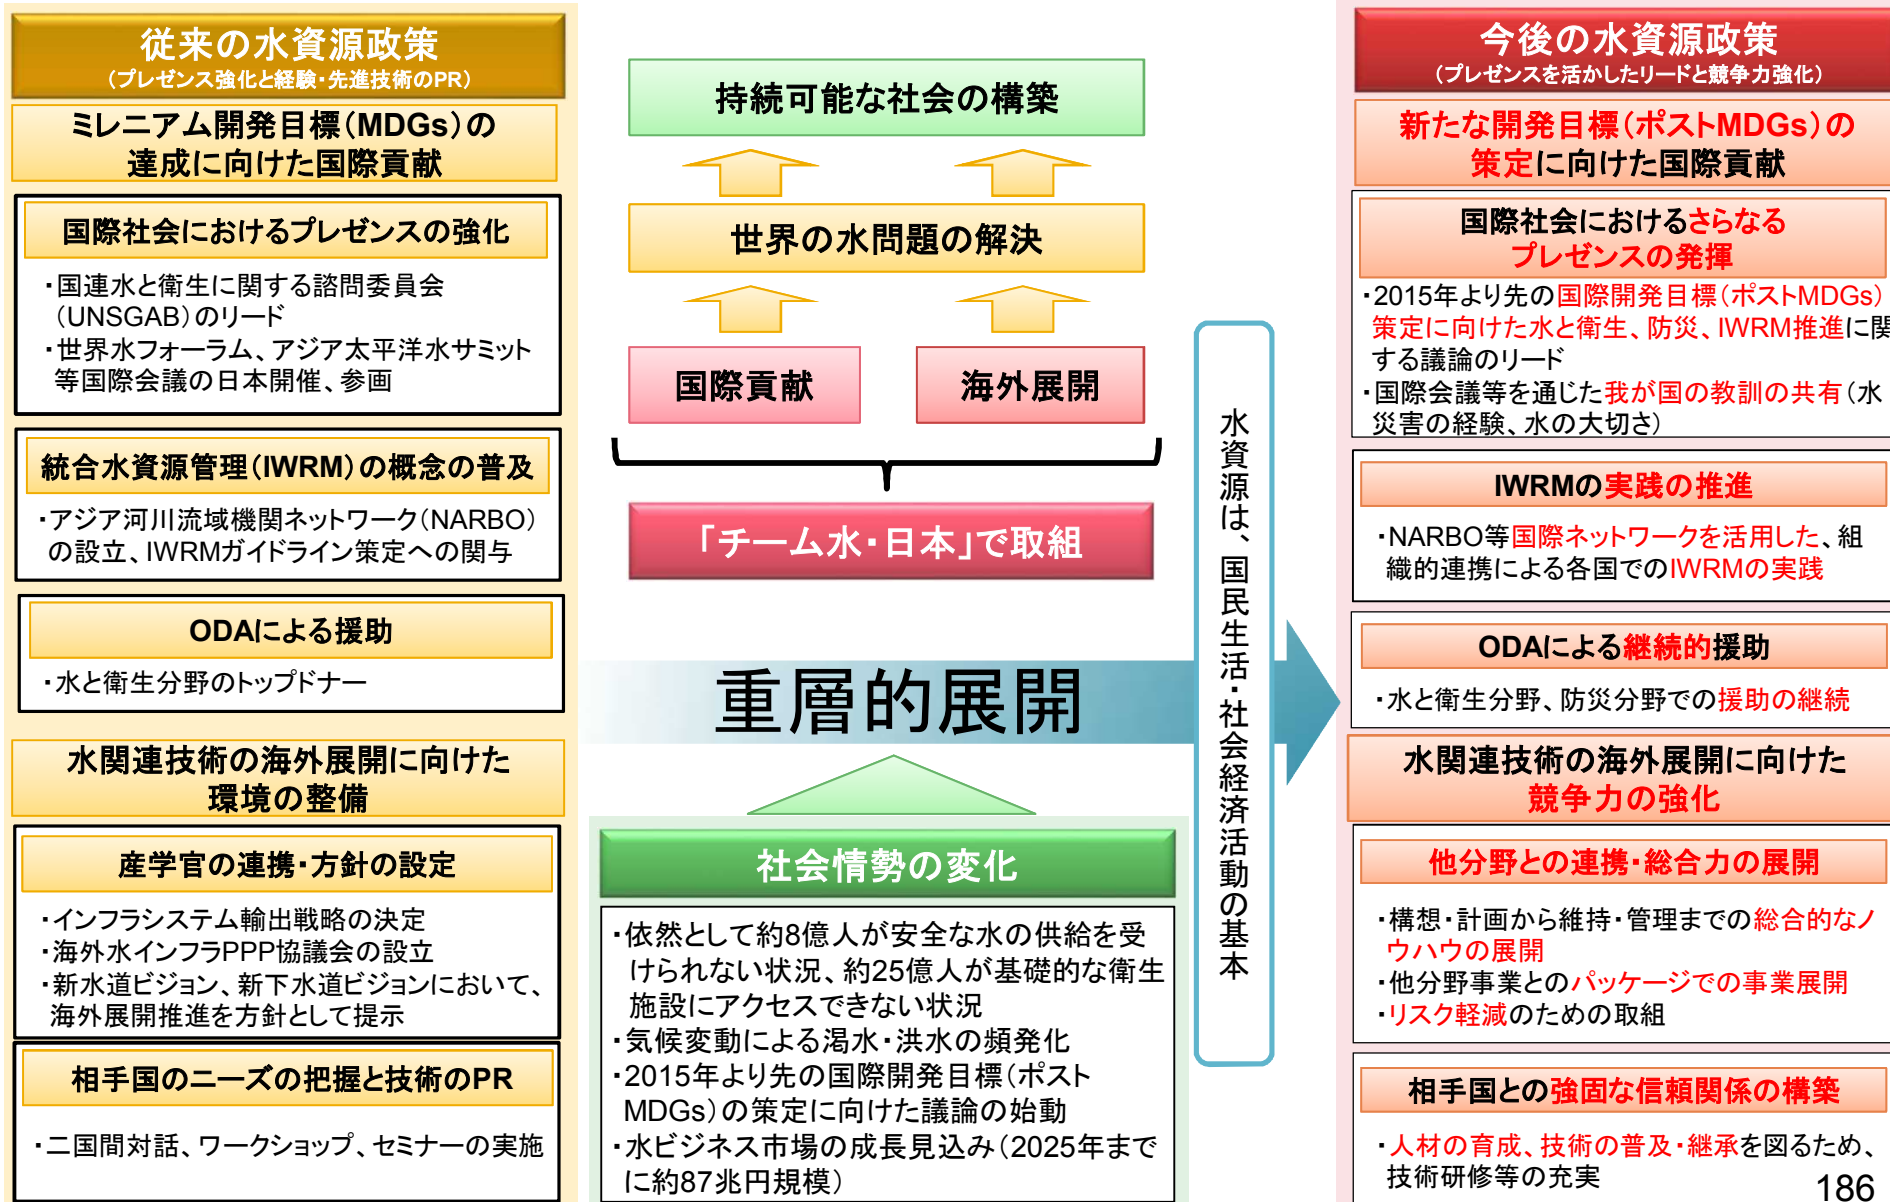 従来の水資源政策
（プレゼンス強化と経験・先進技術のPR）
ミレニアム開発目標（MDGs）の
達成に向けた国際貢献
国際社会におけるプレゼンスの強化
・国連水と衛生に関する諮問委員会
（UNSGAB）のリード
・世界水フォーラム、アジア太平洋水サミット
等国際会議の日本開催、参画
統合水資源管理（IWRM）の概念の普及
・アジア河川流域機関ネットワーク（NARBO）
の設立、IWRMガイドライン策定への関与
ODAによる援助
・水と衛生分野のトップドナー
水関連技術の海外展開に向けた
環境の整備
産学官の連携・方針の設定
・インフラシステム輸出戦略の決定
・海外水インフラPPP協議会の設立
・新水道ビジョン、新下水道ビジョンにおいて、
海外展開推進を方針として提示
相手国のニーズの把握と技術のPR
・二国間対話、ワークショップ、セミナーの実施
持続可能な社会の構築
世界の水問題の解決
国際貢献
海外展開
「チーム水・日本」で取組
重層的展開
社会情勢の変化
・依然として約8億人が安全な水の供給を受
けられない状況、約25億人が基礎的な衛生
施設にアクセスできない状況
・気候変動による渇水・洪水の頻発化
・2015年より先の国際開発目標（ポスト
MDGs）の策定に向けた議論の始動
・水ビジネス市場の成長見込み（2025年まで
に約87兆円規模）
水資源は、国民生活・社会経済活動の基本
今後の水資源政策
（プレゼンスを活かしたリードと競争力強化）
新たな開発目標（ポストMDGs）の
策定に向けた国際貢献
国際社会におけるさらなる
プレゼンスの発揮
・2015年より先の国際開発目標（ポストMDGs）
策定に向けた水と衛生、防災、IWRM推進に関
する議論のリード
・国際会議等を通じた我が国の教訓の共有（水
災害の経験、水の大切さ）
IWRMの実践の推進
・NARBO等国際ネットワークを活用した、組
織的連携による各国でのIWRMの実践
ODAによる継続的援助
・水と衛生分野、防災分野での援助の継続
水関連技術の海外展開に向けた
競争力の強化
他分野との連携・総合力の展開
・構想・計画から維持・管理までの総合的なノ
ウハウの展開
・他分野事業とのパッケージでの事業展開
・リスク軽減のための取組
相手国との強固な信頼関係の構築
・人材の育成、技術の普及・継承を図るため、
技術研修等の充実
186